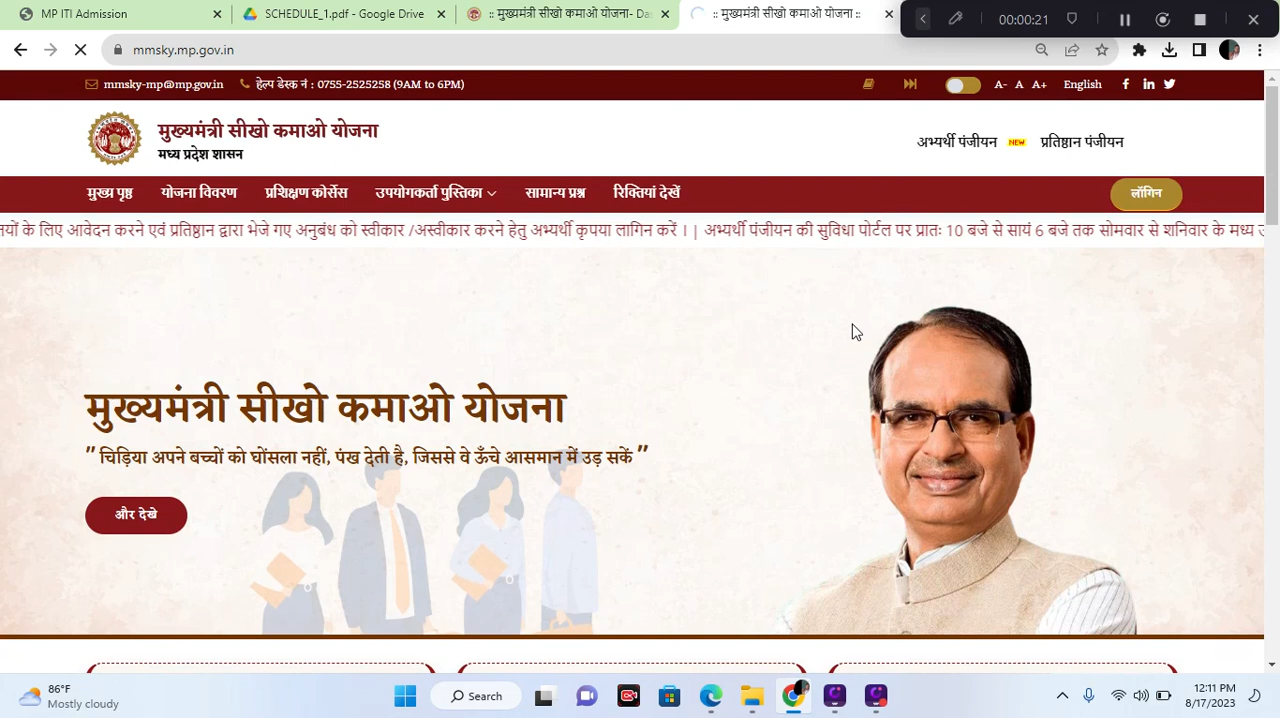 MP ITI Admission
SCHEDULE_1.pdf - Google Drive
:: मुख्यमंत्री सीखो कमाओ योजना- Da
:: मुख्यमंत्री सीखो कमाओ योजना ::
00:00:21
mmsky.mp.gov.in
mmsky-mp@mp.gov.in
हेल्प डेस्क नं : 0755-2525258 (9AM to 6PM)
A- A A+
English
मुख्यमंत्री सीखो कमाओ योजना
मध्य प्रदेश शासन
अभ्यर्थी पंजीयन NEW प्रतिष्ठान पंजीयन
मुख्य पृष्ठ योजना विवरण प्रशिक्षण कोर्सेस उपयोगकर्ता पुस्तिका सामान्य प्रश्न रिक्तियां देखें लॉगिन
के लिए आवेदन करने एवं प्रतिष्ठान द्वारा भेजे गए अनुबंध को स्वीकार /अस्वीकार करने हेतु अभ्यर्थी कृपया लागिन करें । | अभ्यर्थी पंजीयन की सुविधा पोर्टल पर प्रातः 10 बजे से सायं 6 बजे तक सोमवार से शनिवार के मध्य
मुख्यमंत्री सीखो कमाओ योजना
" चिड़िया अपने बच्चों को घोंसला नहीं, पंख देती है, जिससे वे ऊँचे आसमान में उड़ सकें "
और देखे
86°F
Mostly cloudy
Search
12:11 PM
8/17/2023